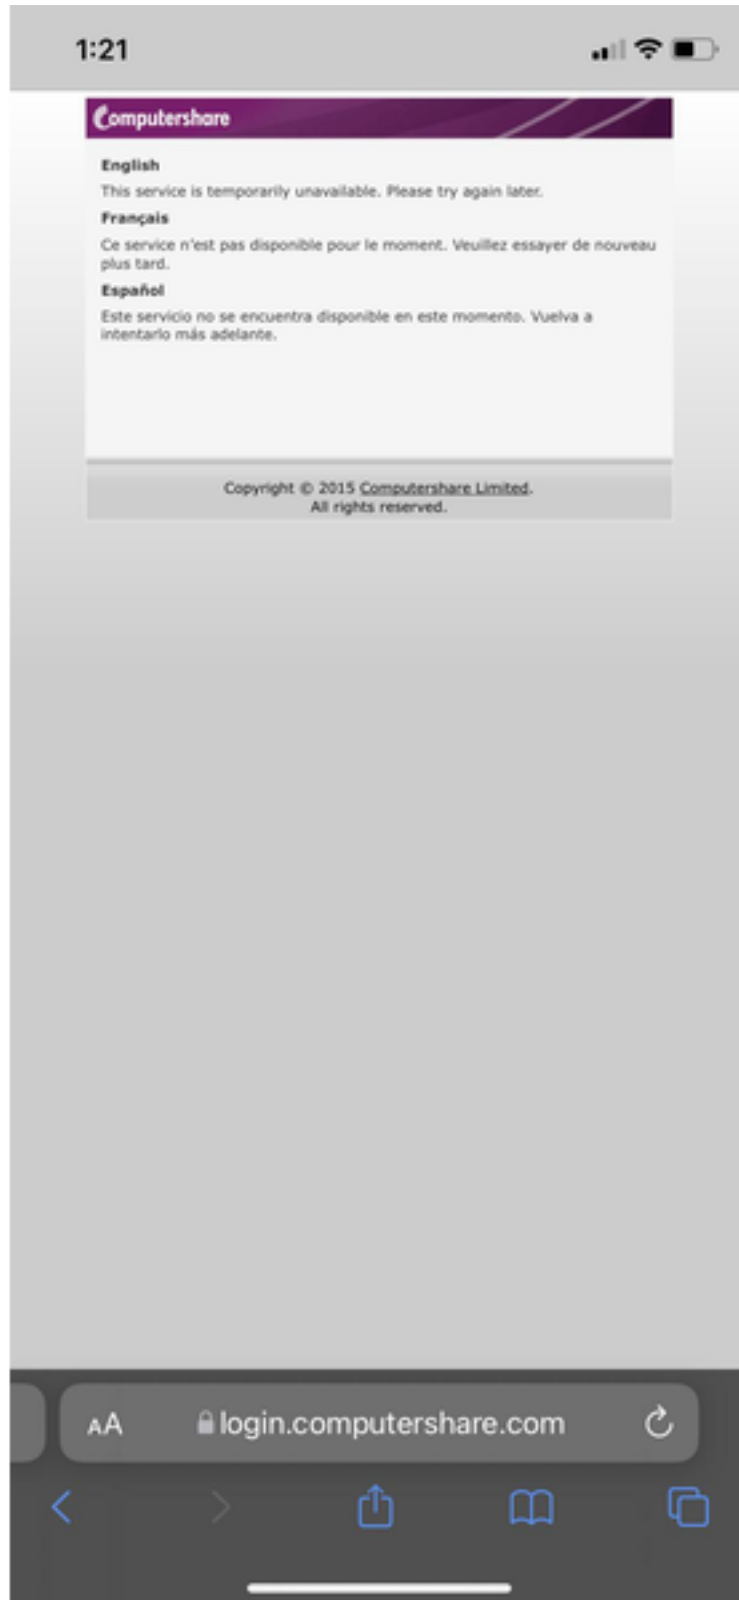 1:21
Computershare
English
This service is temporarily unavailable. Please try again later.
Français
Ce service n'est pas disponible pour le moment. Veuillez essayer de nouveau
plus tard.
Español
Este servicio no se encuentra disponible en este momento. Vuelva a
intentarlo más adelante.
Copyright © 2015 Computershare Limited.
All rights reserved.
AA login.computershare.com